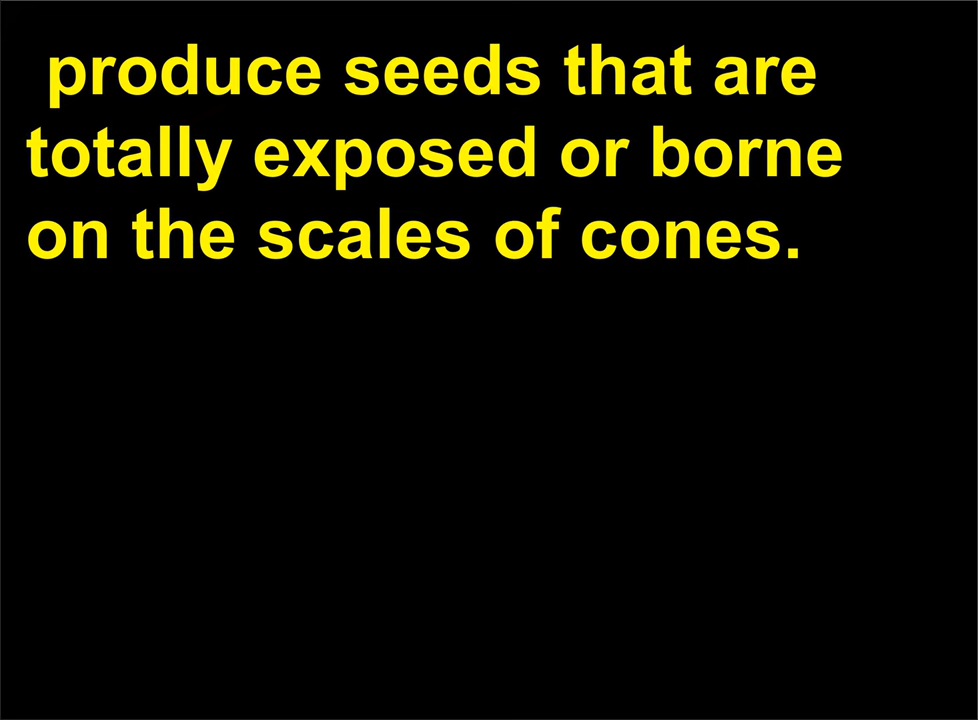 produce seeds that are
totally exposed or borne
on the scales of cones.